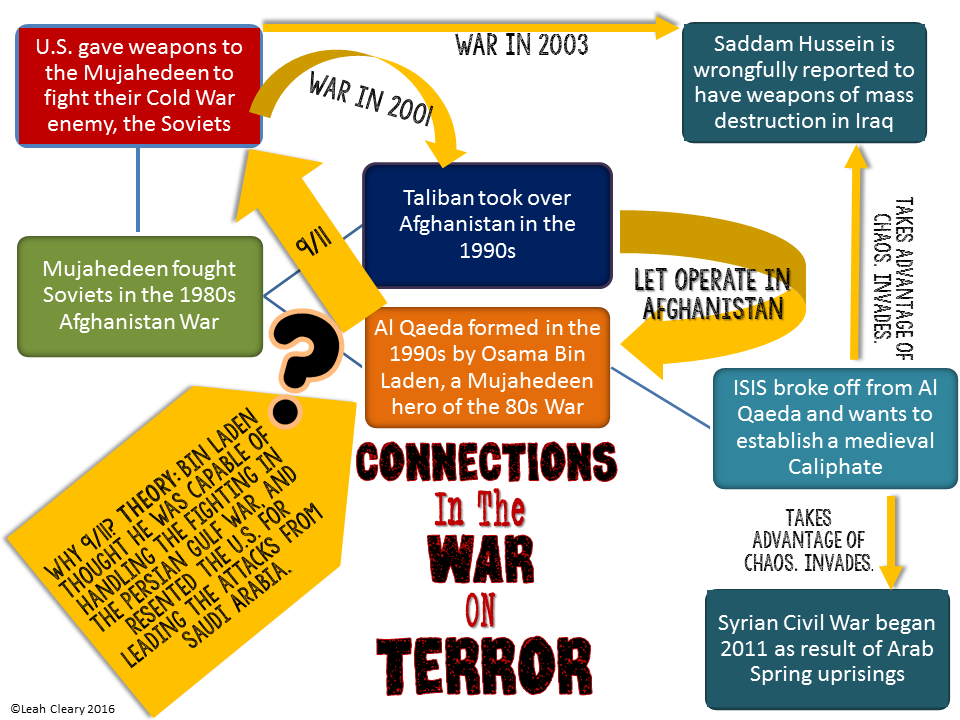 U.S. gave weapons to
the Mujahedeen to
fight their Cold War
enemy, the Soviets
WAR IN 2003
Saddam Hussein is
wrongfully reported to
have weapons of mass
destruction in Iraq
WAR IN 2001
Taliban took over
Afghanistan in the
1990s
9/11
Mujahedeen fought
Soviets in the 1980s
Afghanistan War
LET OPERATE IN
AFGHANISTAN
TAKES ADVANTAGE OF
CHAOS. INVADES.
Al Qaeda formed in the
1990s by Osama Bin
Laden, a Mujahedeen
hero of the 80s War
?
ISIS broke off from Al
Qaeda and wants to
establish a medieval
Caliphate
WHY 9/11? THEORY: BIN LADEN
THOUGHT HE WAS CAPABLE OF
HANDLING THE FIGHTING IN
THE PERSIAN GULF WAR, AND
RESENTED THE U.S. FOR
LEADING THE ATTACKS FROM
SAUDI ARABIA.
CONNECTIONS
In The
WAR
ON
TERROR
TAKES
ADVANTAGE OF
CHAOS. INVADES.
Syrian Civil War began
2011 as result of Arab
Spring uprisings
©Leah Cleary 2016